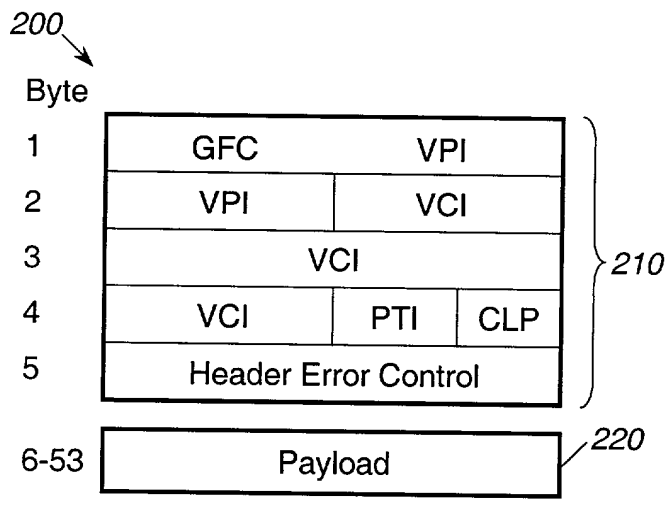 200
Byte
1 GFC VPI
2 VPI VCI
3 VCI
210
4 VCI PTI CLP
5 Header Error Control
220
6-53 Payload